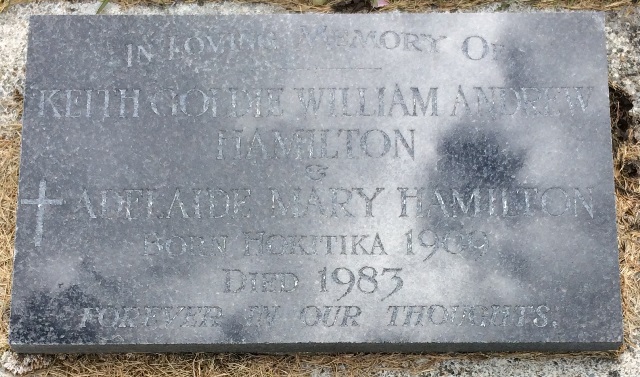 IN LOVING MEMORY OF
KEITH GOLDIE WILLIAM ANDREW
HAMILTON
&
ADELAIDE MARY HAMILTON
BORN HOKITIKA 1909
DIED 1983
FOREVER IN OUR THOUGHTS.